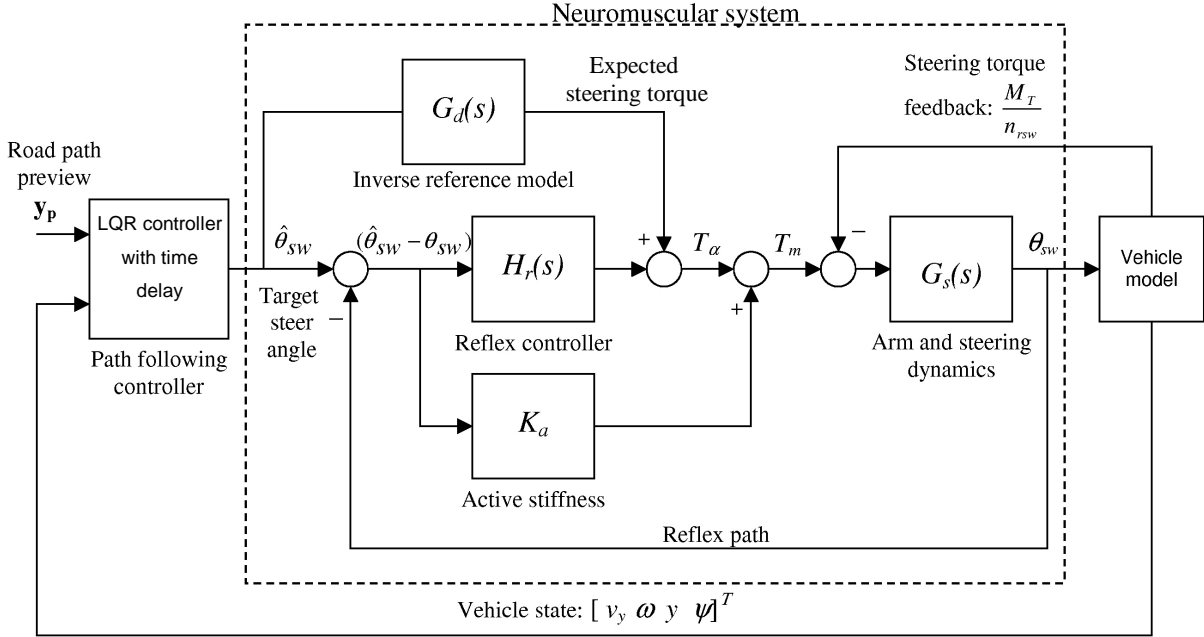 Neuromuscular system
Expected
steering torque
G_d(s)
Inverse reference model
Steering torque
feedback: M_T / n_rsw
Road path
preview
y_p
LQR controller
with time
delay
Path following
controller
θ̂_sw
Target
steer
angle
−
(θ̂_sw − θ_sw)
H_r(s)
Reflex controller
+
T_α
+
T_m
−
G_s(s)
Arm and steering
dynamics
θ_sw
Vehicle
model
K_a
Active stiffness
Reflex path
Vehicle state: [ v_y ω y ψ]^T